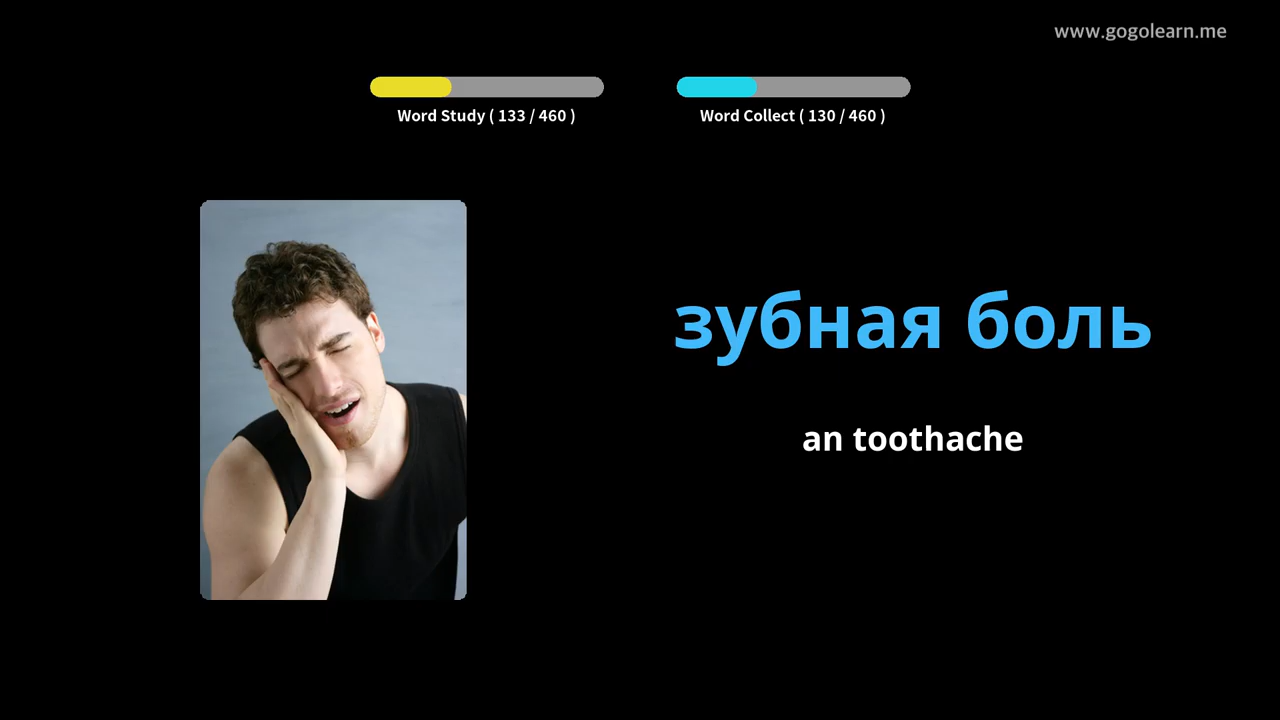 www.gogolearn.me
Word Study ( 133 / 460 )
Word Collect ( 130 / 460 )
зубная боль
an toothache